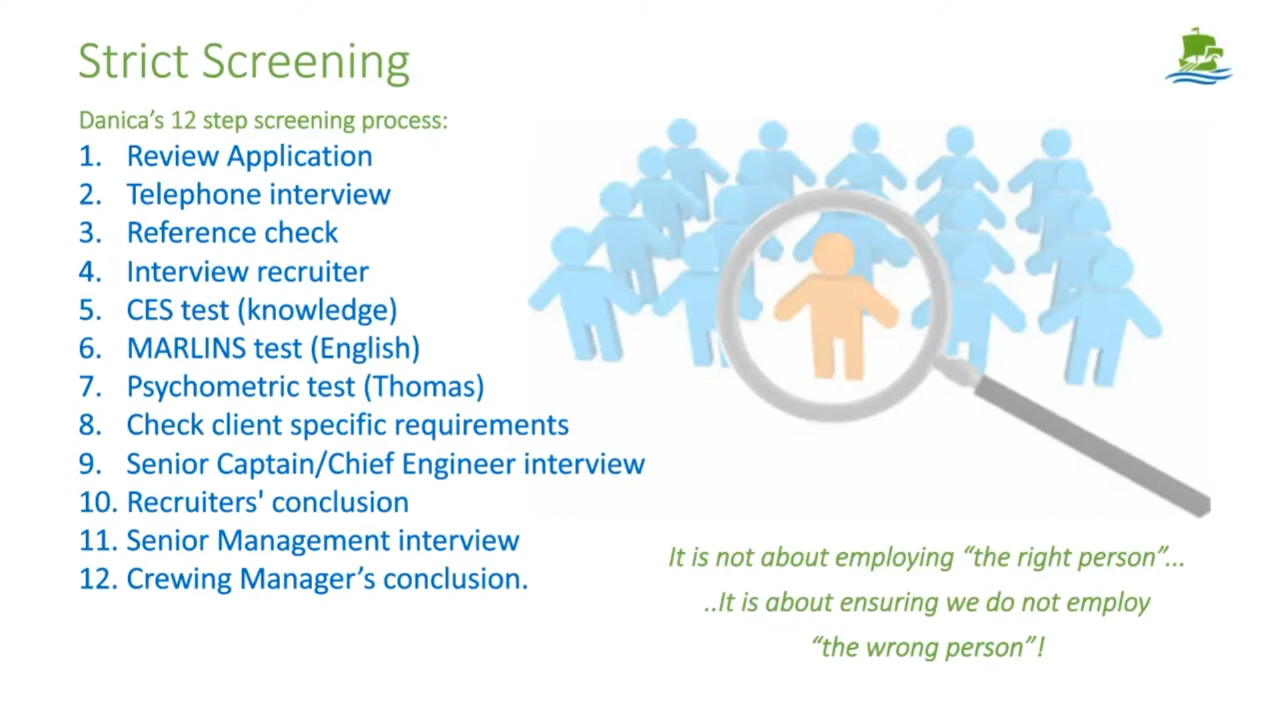 Strict Screening
Danica’s 12 step screening process:
1. Review Application
2. Telephone interview
3. Reference check
4. Interview recruiter
5. CES test (knowledge)
6. MARLINS test (English)
7. Psychometric test (Thomas)
8. Check client specific requirements
9. Senior Captain/Chief Engineer interview
10. Recruiters' conclusion
11. Senior Management interview
12. Crewing Manager’s conclusion.
It is not about employing “the right person”...
..It is about ensuring we do not employ
“the wrong person”!